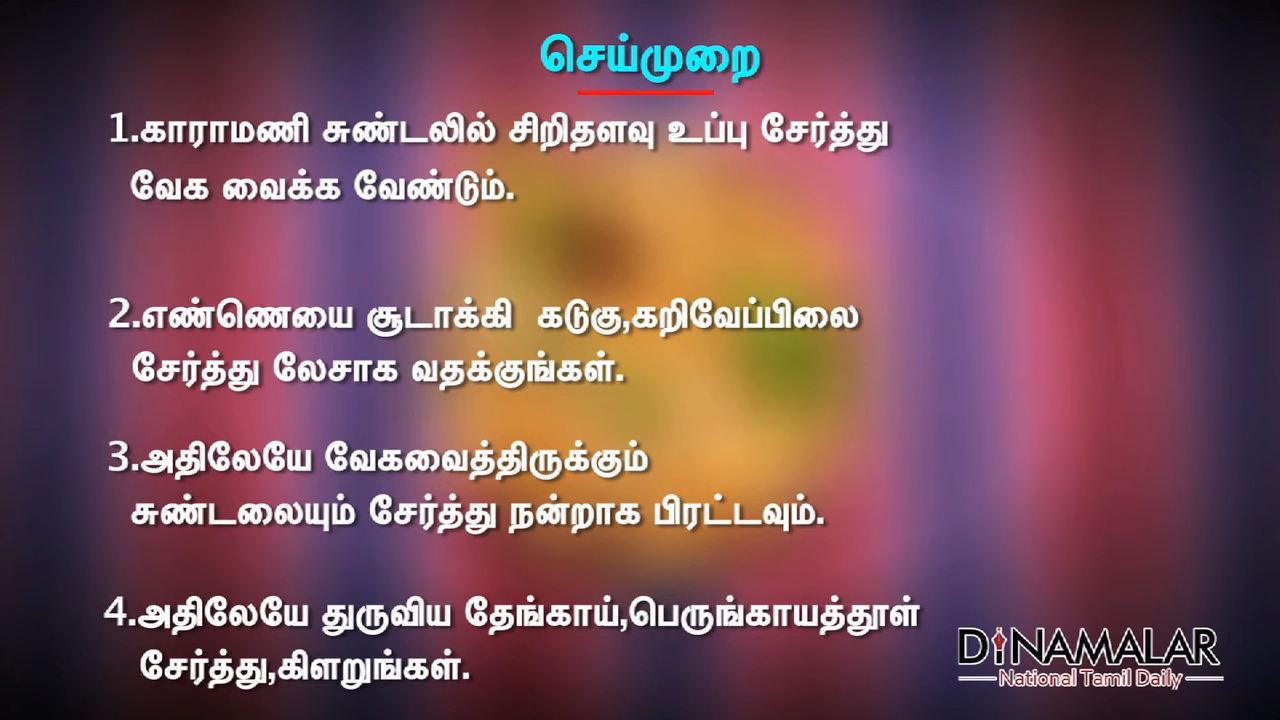 செய்முறை
1.காராமணி சுண்டலில் சிறிதளவு உப்பு சேர்த்து
வேக வைக்க வேண்டும்.
2.எண்ணெயை சூடாக்கி கடுகு,கறிவேப்பிலை
சேர்த்து லேசாக வதக்குங்கள்.
3.அதிலேயே வேகவைத்திருக்கும்
சுண்டலையும் சேர்த்து நன்றாக பிரட்டவும்.
4.அதிலேயே துருவிய தேங்காய்,பெருங்காயத்தூள்
சேர்த்து,கிளறுங்கள்.
DINAMALAR
National Tamil Daily